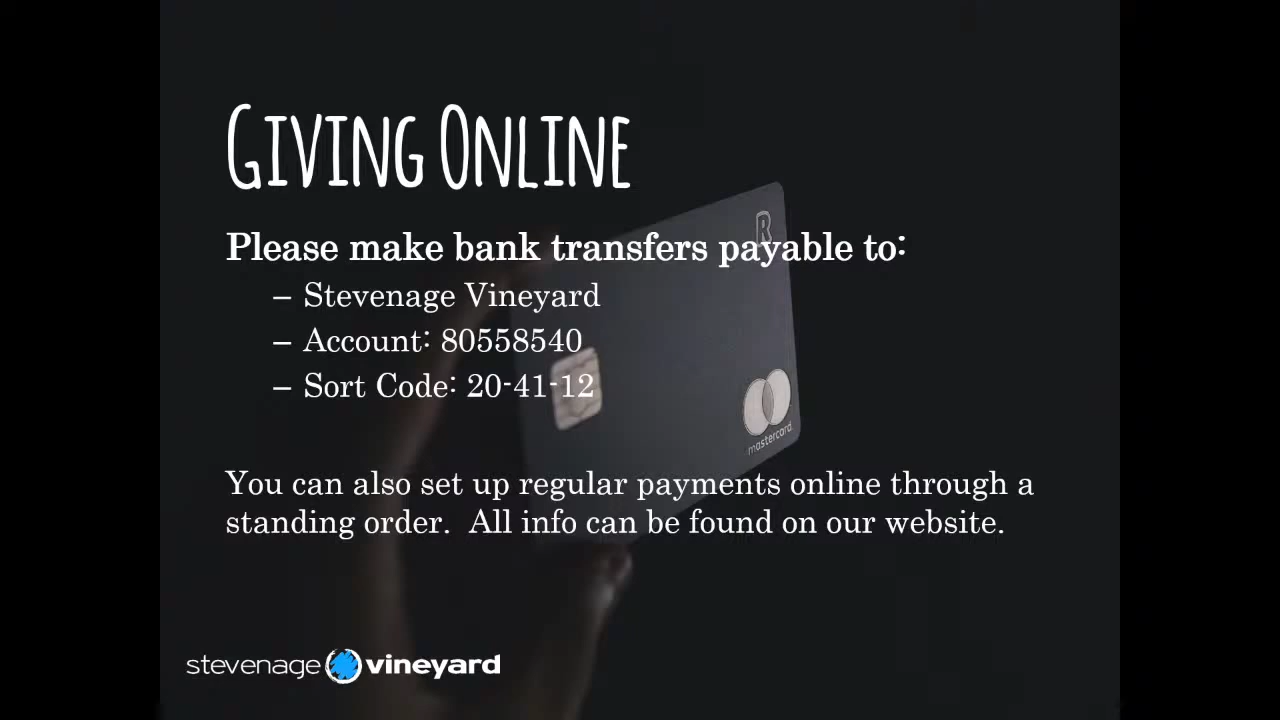 GIVING ONLINE
Please make bank transfers payable to:
– Stevenage Vineyard
– Account: 80558540
– Sort Code: 20-41-12
You can also set up regular payments online through a
standing order.  All info can be found on our website.
R
mastercard
stevenage vineyard